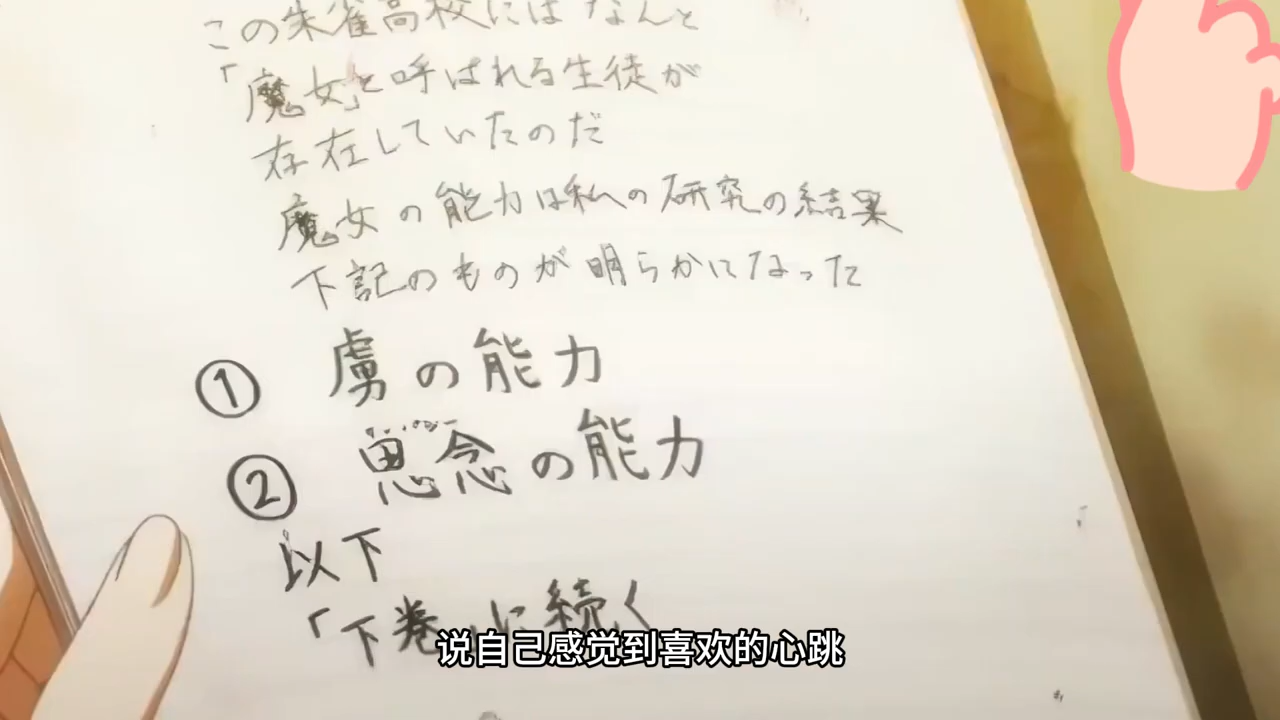 この朱雀高校にはなんと
「魔女」と呼ばれる生徒が
存在していたのだ
魔女の能力は私の研究の結果
下記のものが明らかになった
① 虜の能力
② 思念の能力
以下
「下巻」に続く
说自己感觉到喜欢的心跳